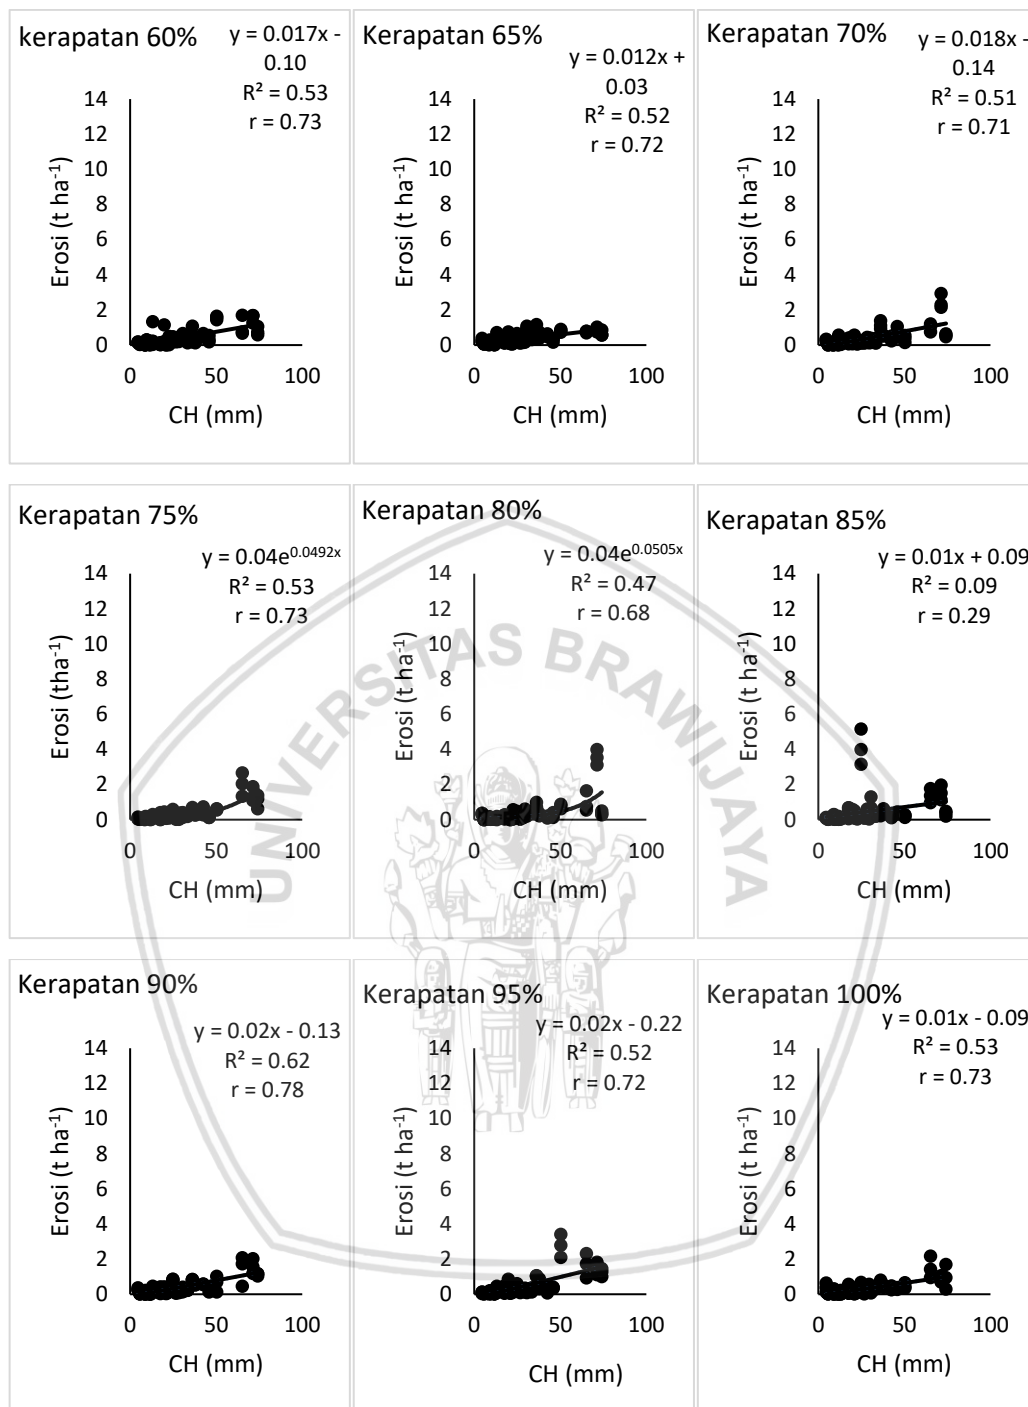 kerapatan 60%
y = 0.017x -
0.10
R² = 0.53
r = 0.73
14
12
10
8
6
4
2
0
0 50 100
Erosi (t ha⁻¹)
CH (mm)
Kerapatan 65%
y = 0.012x +
0.03
R² = 0.52
r = 0.72
14
12
10
8
6
4
2
0
0 50 100
Erosi (t ha⁻¹)
CH (mm)
Kerapatan 70%
y = 0.018x -
0.14
R² = 0.51
r = 0.71
14
12
10
8
6
4
2
0
0 50 100
Erosi (t ha⁻¹)
CH (mm)
Kerapatan 75%
y = 0.04e⁰·⁰⁴⁹²ˣ
R² = 0.53
r = 0.73
14
12
10
8
6
4
2
0
0 50 100
Erosi (tha⁻¹)
CH (mm)
Kerapatan 80%
y = 0.04e⁰·⁰⁵⁰⁵ˣ
R² = 0.47
r = 0.68
14
12
10
8
6
4
2
0
0 50 100
Erosi (t ha⁻¹)
CH (mm)
Kerapatan 85%
y = 0.01x + 0.09
R² = 0.09
r = 0.29
14
12
10
8
6
4
2
0
0 50 100
Erosi (t ha⁻¹)
CH (mm)
UNIVERSITAS BRAWIJAYA
Kerapatan 90%
y = 0.02x - 0.13
R² = 0.62
r = 0.78
14
12
10
8
6
4
2
0
0 50 100
Erosi (t ha⁻¹)
CH (mm)
Kerapatan 95%
y = 0.02x - 0.22
R² = 0.52
r = 0.72
14
12
10
8
6
4
2
0
0 50 100
Erosi (t ha⁻¹)
CH (mm)
Kerapatan 100%
y = 0.01x - 0.09
R² = 0.53
r = 0.73
14
12
10
8
6
4
2
0
0 50 100
Erosi (t ha⁻¹)
CH (mm)